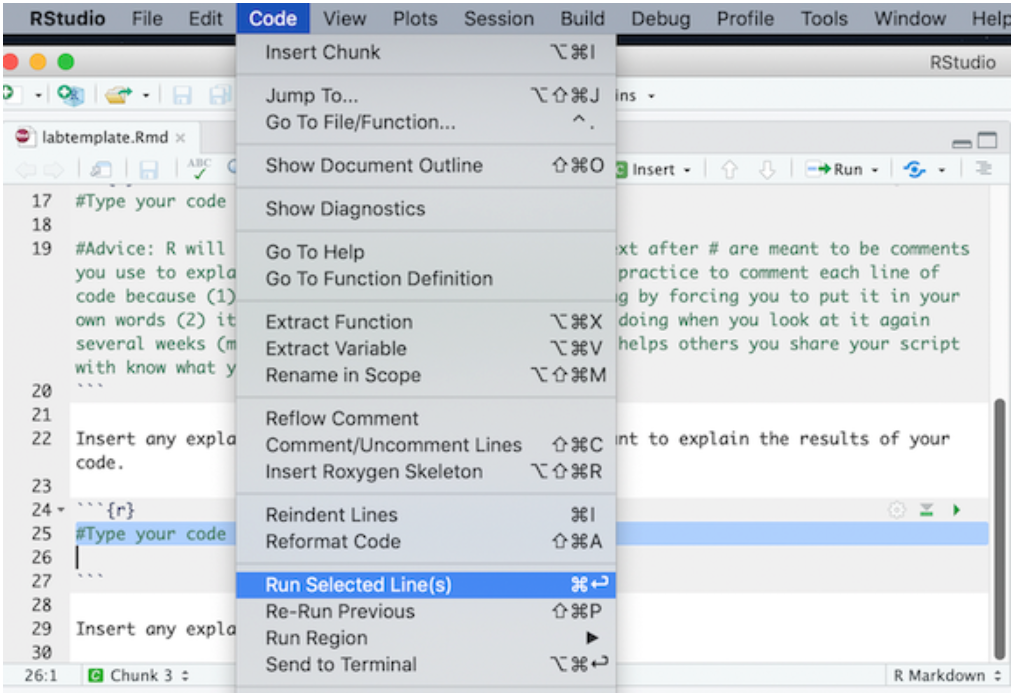 RStudio File Edit Code View Plots Session Build Debug Profile Tools Window Help
RStudio
ins
labtemplate.Rmd
ABC Insert Run
Insert Chunk ⌥⌘I
Jump To... ⌥⇧⌘J
Go To File/Function... ^ .
Show Document Outline ⇧⌘O
Show Diagnostics
Go To Help
Go To Function Definition
Extract Function ⌥⌘X
Extract Variable ⌥⌘V
Rename in Scope ⌥⇧⌘M
Reflow Comment
Comment/Uncomment Lines ⇧⌘C
Insert Roxygen Skeleton ⌥⇧⌘R
Reindent Lines ⌘I
Reformat Code ⇧⌘A
Run Selected Line(s) ⌘↩
Re-Run Previous ⇧⌘P
Run Region ▶
Send to Terminal ⌥⌘↩
17 #Type your code
18
19 #Advice: R will ext after # are meant to be comments
you use to expla practice to comment each line of
code because (1) g by forcing you to put it in your
own words (2) it doing when you look at it again
several weeks (m helps others you share your script
with know what y
20 ```
21
22 Insert any expla nt to explain the results of your
code.
23
24 ```{r}
25 #Type your code
26
27 ```
28
29 Insert any expla
30
26:1 C Chunk 3 R Markdown